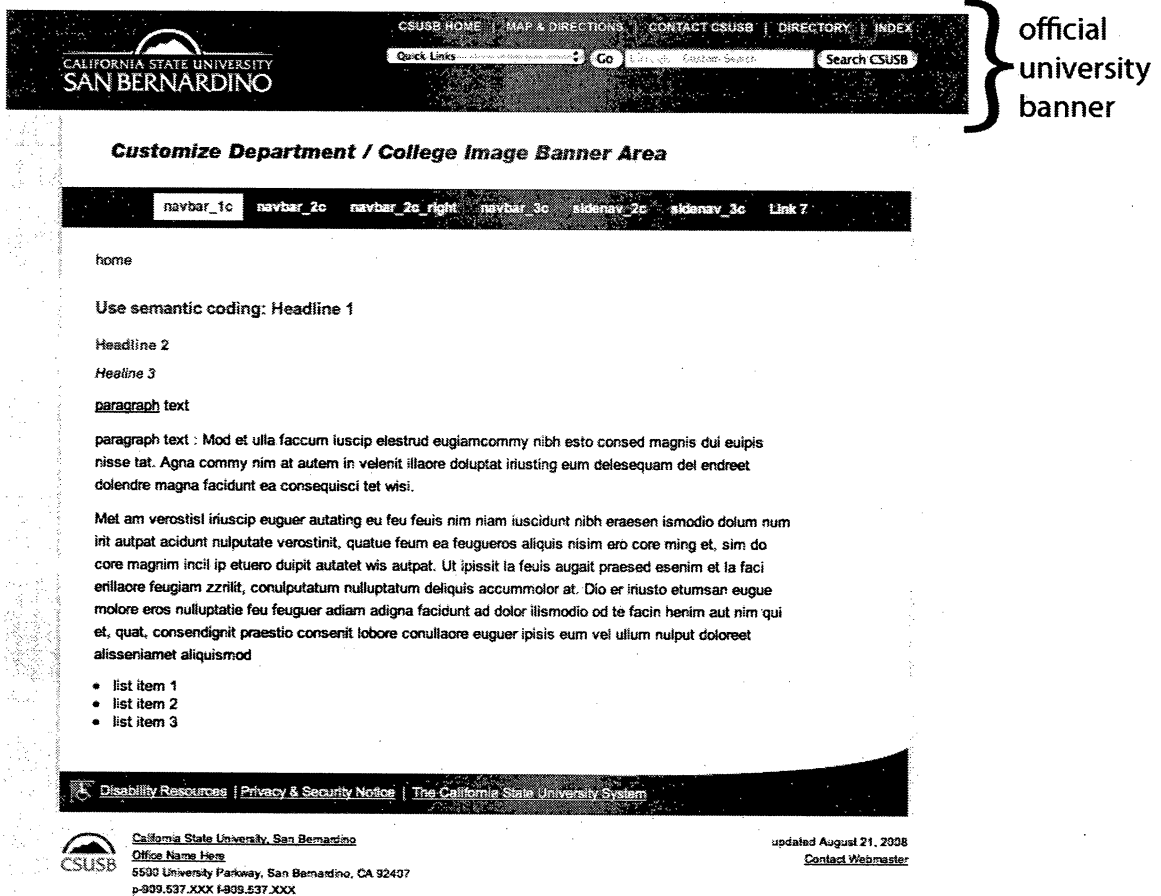 CSUSB HOME | MAP & DIRECTIONS | CONTACT CSUSB | DIRECTORY | INDEX
CALIFORNIA STATE UNIVERSITY
SAN BERNARDINO
Quick Links Go Custom Search Search CSUSB
official
university
banner
Customize Department / College Image Banner Area
navbar_1c navbar_2c navbar_2c_right navbar_3c sidenav_2c sidenav_3c Link 7
home
Use semantic coding: Headline 1
Headline 2
Healine 3
paragraph text
paragraph text : Mod et ulla faccum iuscip elestrud eugiamcommy nibh esto consed magnis dui euipis
nisse tat. Agna commy nim at autem in velenit illaore doluptat iriusting eum delesequam del endreet
dolendre magna facidunt ea consequisci tet wisi.
Met am verostisl iriuscip euguer autating eu feu feuis nim niam iuscidunt nibh eraesen ismodio dolum num
irit autpat acidunt nulputate verostinit, quatue feum ea feugueros aliquis nisim ero core ming et, sim do
core magnim incil ip etuero duipit autatet wis autpat. Ut ipissit la feuis augait praesed esenim et la faci
erillaore feugiam zzrilit, conulputatum nulluptatum deliquis accummolor at. Dio er iriusto etumsan eugue
molore eros nulluptatie feu feuguer adiam adigna facidunt ad dolor ilismodio od te facin henim aut nim qui
et, quat, consendignit praestio consenit lobore conullaore euguer ipisis eum vel ullum nulput doloreet
alisseniamet aliquismod
• list item 1
• list item 2
• list item 3
Disability Resources | Privacy & Security Notice | The California State University System
CSUSB
California State University, San Bernardino
Office Name Here
5500 University Parkway, San Bernardino, CA 92407
p-909.537.XXX f-909.537.XXX
updated August 21, 2008
Contact Webmaster